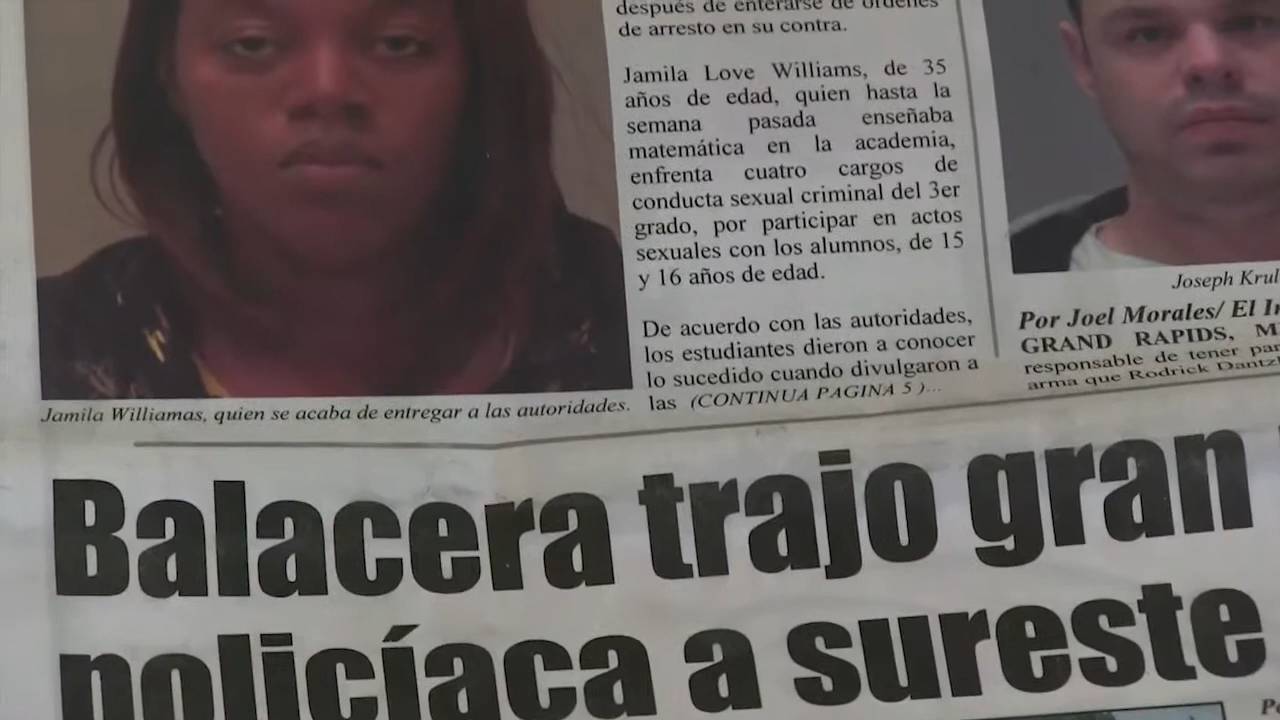 después de enterarse de órdenes
de arresto en su contra.
Jamila Love Williams, de 35
años de edad, quien hasta la
semana pasada enseñaba
matemática en la academia,
enfrenta cuatro cargos de
conducta sexual criminal del 3er
grado, por participar en actos
sexuales con los alumnos, de 15
y 16 años de edad.
De acuerdo con las autoridades,
los estudiantes dieron a conocer
lo sucedido cuando divulgaron a
las (CONTINUA PAGINA 5 )...
Jamila Williamas, quien se acaba de entregar a las autoridades.
Joseph Krul
Por Joel Morales/ El
GRAND RAPIDS, M
responsable de tener
arma que Rodrick
Balacera trajo gran
policíaca a sureste